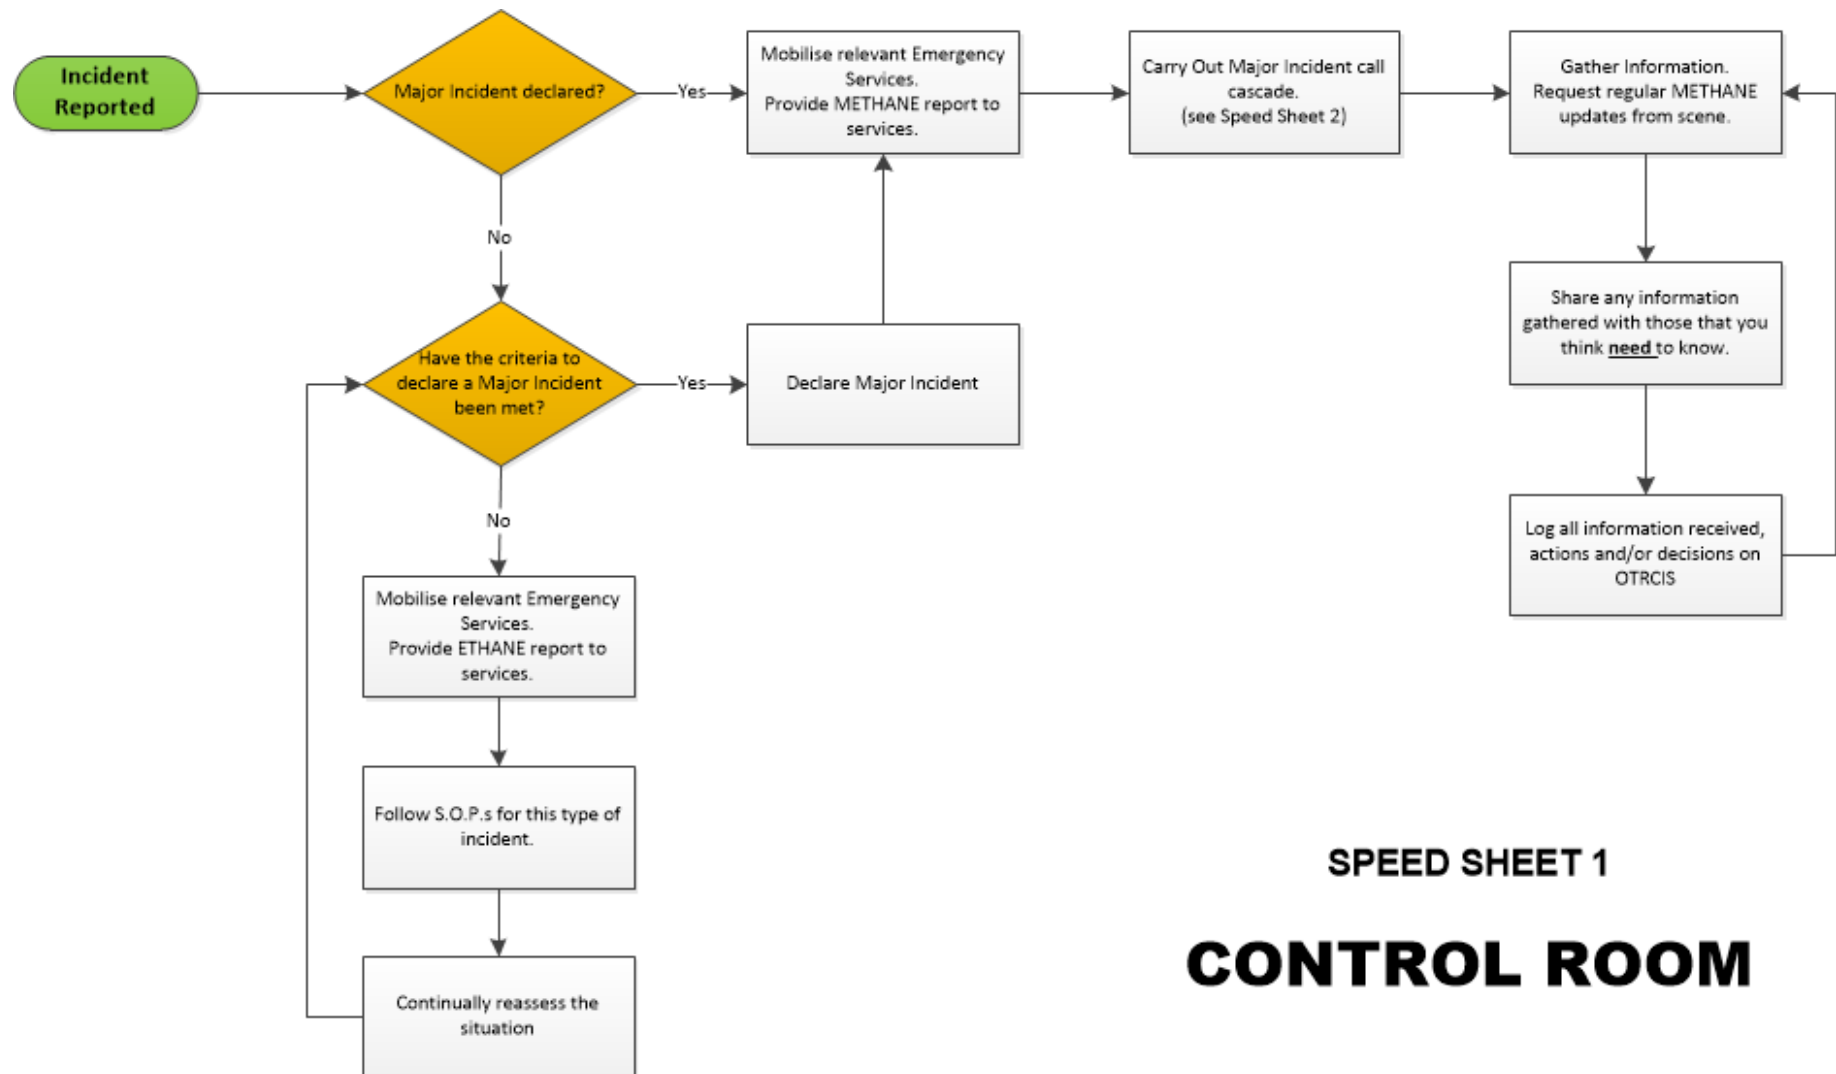 Incident
Reported
Major Incident declared?
Yes
Mobilise relevant Emergency
Services.
Provide METHANE report to
services.
Carry Out Major Incident call
cascade.
(see Speed Sheet 2)
Gather Information.
Request regular METHANE
updates from scene.
No
Share any information
gathered with those that you
think need to know.
Have the criteria to
declare a Major Incident
been met?
Yes
Declare Major Incident
No
Log all information received,
actions and/or decisions on
OTRCIS
Mobilise relevant Emergency
Services.
Provide ETHANE report to
services.
Follow S.O.P.s for this type of
incident.
Continually reassess the
situation
SPEED SHEET 1
CONTROL ROOM